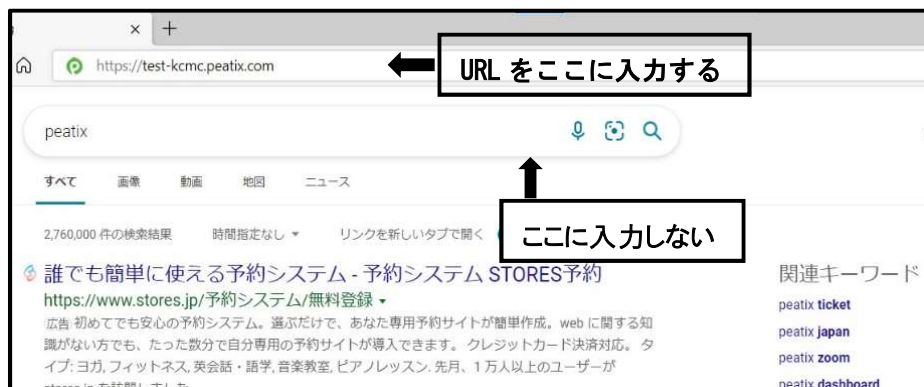 https://test-kcmc.peatix.com
URL をここに入力する
peatix
すべて 画像 動画 地図 ニュース
ここに入力しない
2,760,000 件の検索結果 時間指定なし リンクを新しいタブで開く
誰でも簡単に使える予約システム - 予約システム STORES予約
https://www.stores.jp/予約システム/無料登録
広告 初めてでも安心の予約システム。選ぶだけで、あなた専用予約サイトが簡単作成。web に関する知
識がない方でも、たった数分で自分専用の予約サイトが導入できます。 クレジットカード決済対応。 タ
イプ: ヨガ, フィットネス, 英会話・語学, 音楽教室, ピアノレッスン. 先月、1 万人以上のユーザーが
stores.jp を訪問しました
関連キーワード
peatix ticket
peatix japan
peatix zoom
peatix dashboard